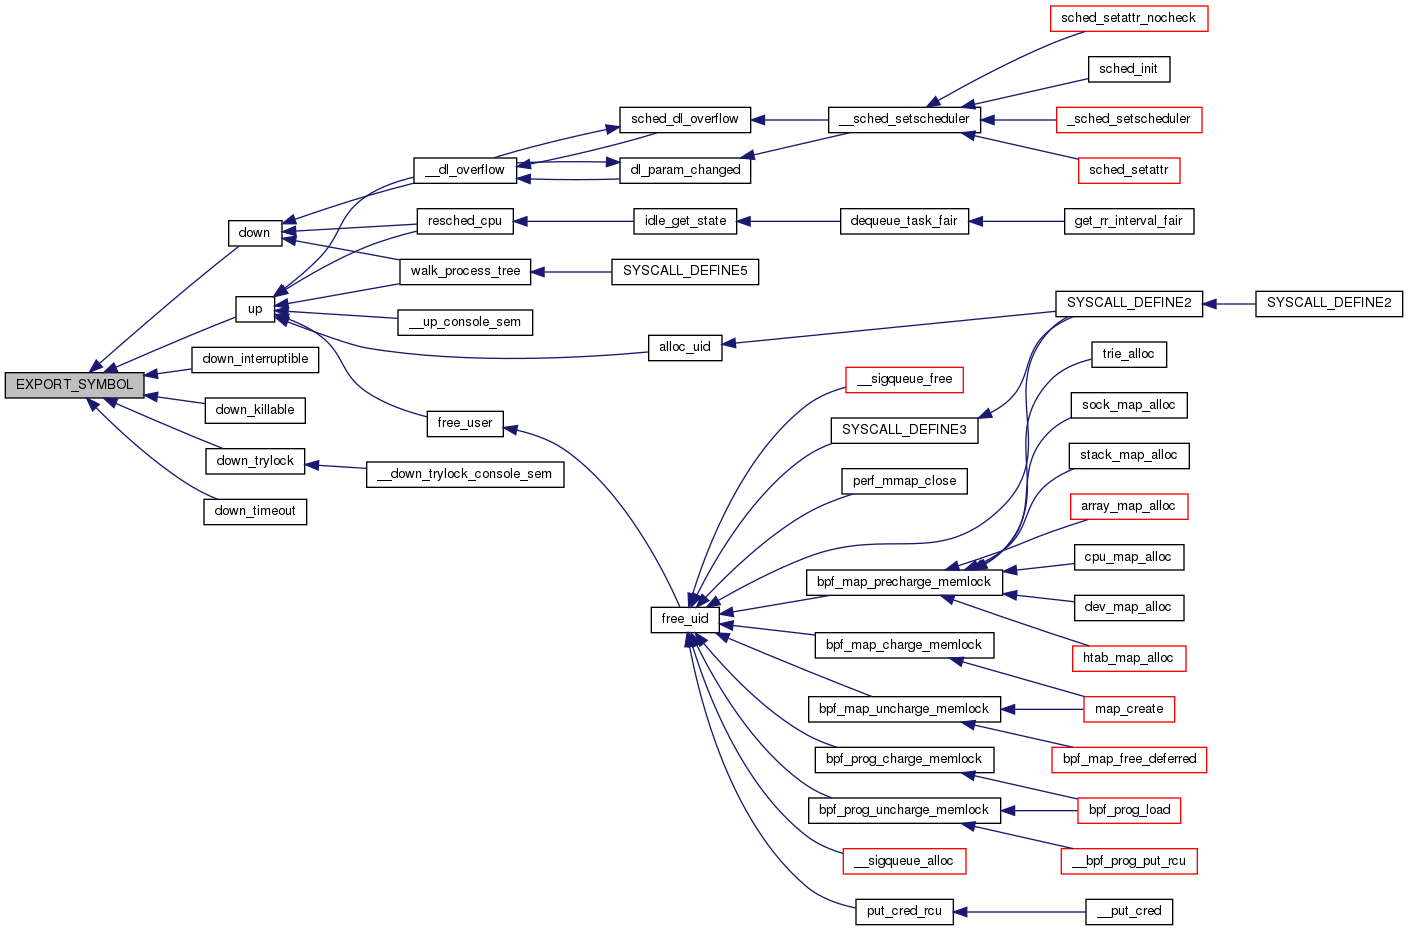 sched_setattr_nocheck
sched_init
sched_dl_overflow
__sched_setscheduler
_sched_setscheduler
__dl_overflow
dl_param_changed
sched_setattr
down
resched_cpu
idle_get_state
dequeue_task_fair
get_rr_interval_fair
walk_process_tree
SYSCALL_DEFINE5
up
__up_console_sem
SYSCALL_DEFINE2
SYSCALL_DEFINE2
alloc_uid
trie_alloc
down_interruptible
EXPORT_SYMBOL
__sigqueue_free
down_killable
sock_map_alloc
free_user
SYSCALL_DEFINE3
down_trylock
stack_map_alloc
__down_trylock_console_sem
perf_mmap_close
down_timeout
array_map_alloc
cpu_map_alloc
bpf_map_precharge_memlock
dev_map_alloc
free_uid
bpf_map_charge_memlock
htab_map_alloc
bpf_map_uncharge_memlock
map_create
bpf_prog_charge_memlock
bpf_map_free_deferred
bpf_prog_uncharge_memlock
bpf_prog_load
__sigqueue_alloc
__bpf_prog_put_rcu
put_cred_rcu
__put_cred